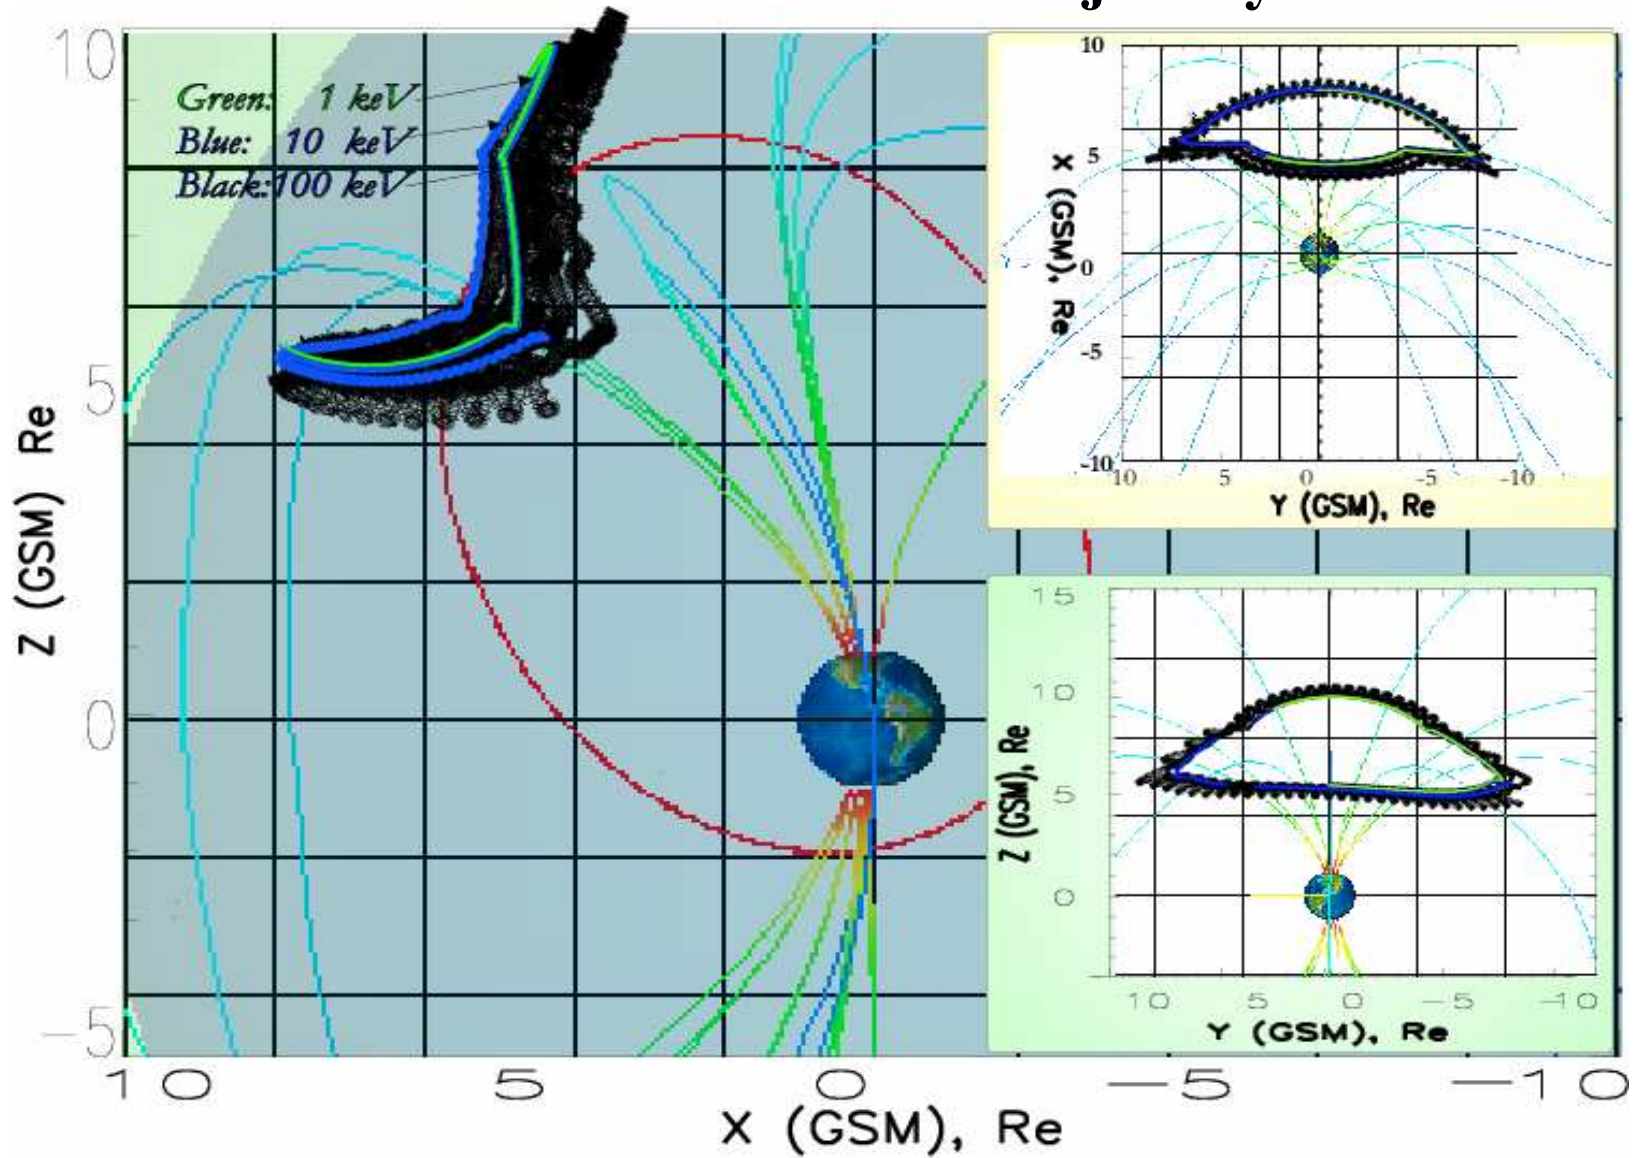 10
5
0
-5
Z (GSM) Re
Green: 1 keV
Blue: 10 keV
Black:100 keV
10 5 0 -5 -10
X (GSM), Re
10
5
0
-5
-10
X (GSM), Re
10 5 0 -5 -10
Y (GSM), Re
15
10
5
0
Z (GSM), Re
10 5 0 -5 -10
Y (GSM), Re